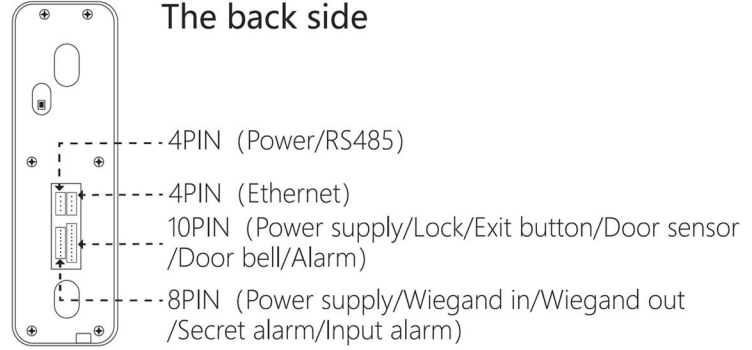 The back side
4PIN (Power/RS485)
4PIN (Ethernet)
10PIN (Power supply/Lock/Exit button/Door sensor
/Door bell/Alarm)
8PIN (Power supply/Wiegand in/Wiegand out
/Secret alarm/Input alarm)